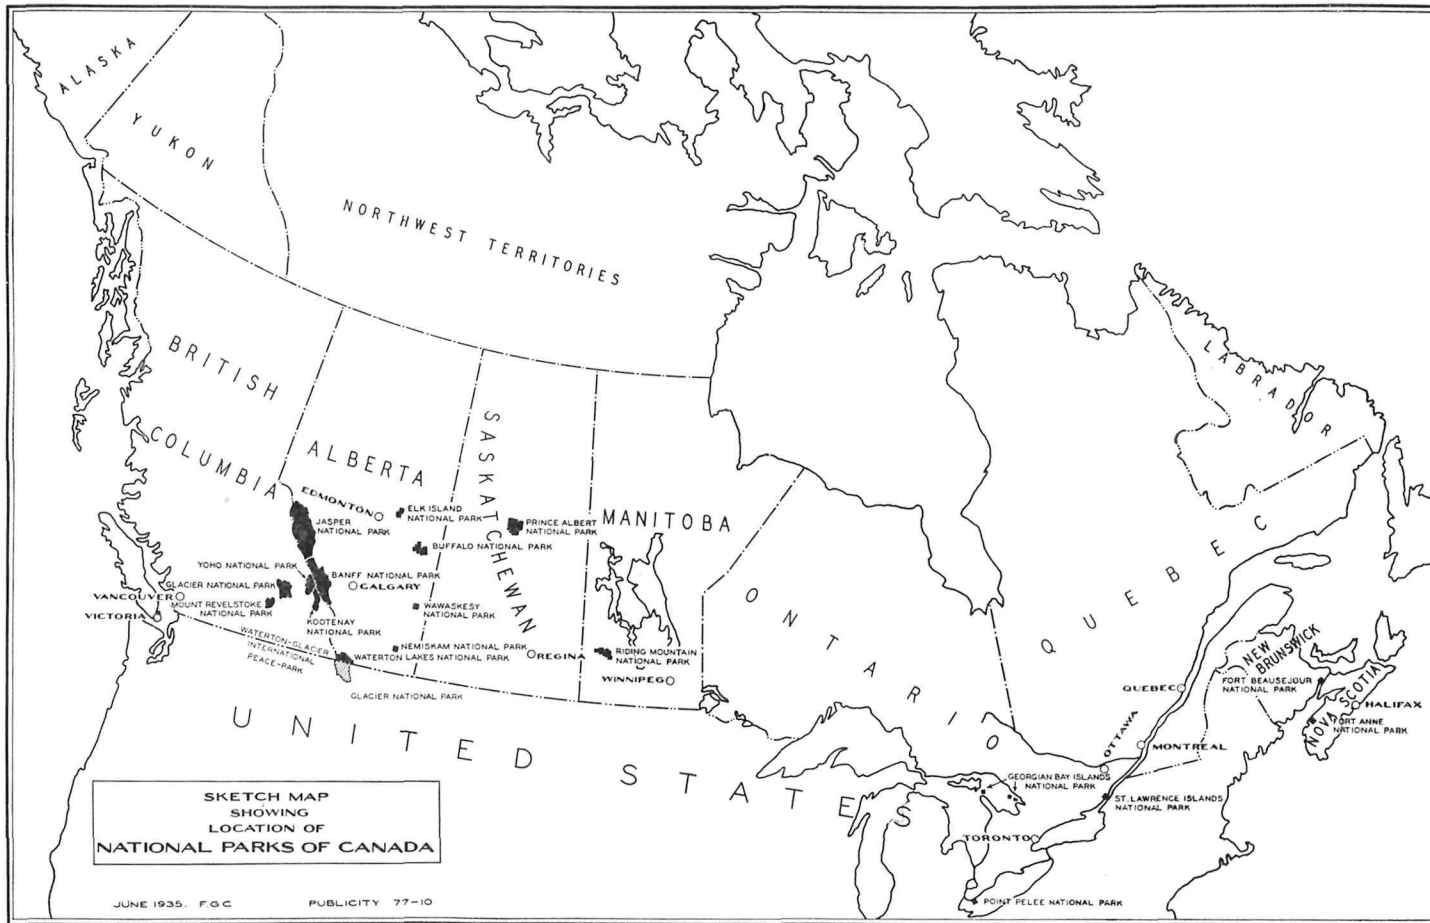 ALASKA
YUKON
NORTHWEST TERRITORIES
BRITISH
COLUMBIA
ALBERTA
SASKATCHEWAN
MANITOBA
ONTARIO
QUEBEC
LABRADOR
NEW
BRUNSWICK
NOVA SCOTIA
UNITED STATES
EDMONTON
JASPER
NATIONAL PARK
ELK ISLAND
NATIONAL PARK
BUFFALO NATIONAL PARK
PRINCE ALBERT
NATIONAL PARK
YOHO NATIONAL PARK
BANFF NATIONAL PARK
GLACIER NATIONAL PARK
CALGARY
VANCOUVER
MOUNT REVELSTOKE
NATIONAL PARK
VICTORIA
KOOTENAY
NATIONAL PARK
WAWASKESY
NATIONAL PARK
WATERTON-GLACIER
INTERNATIONAL
PEACE-PARK
NEMISKAM NATIONAL PARK
WATERTON LAKES NATIONAL PARK
REGINA
GLACIER NATIONAL PARK
RIDING MOUNTAIN
NATIONAL PARK
WINNIPEG
QUEBEC
FORT BEAUSEJOUR
NATIONAL PARK
HALIFAX
FORT ANNE
NATIONAL PARK
OTTAWA
MONTREAL
GEORGIAN BAY ISLANDS
NATIONAL PARK
ST. LAWRENCE ISLANDS
NATIONAL PARK
TORONTO
POINT PELEE NATIONAL PARK
SKETCH MAP
SHOWING
LOCATION OF
NATIONAL PARKS OF CANADA
JUNE 1935. F.G C PUBLICITY 77-10